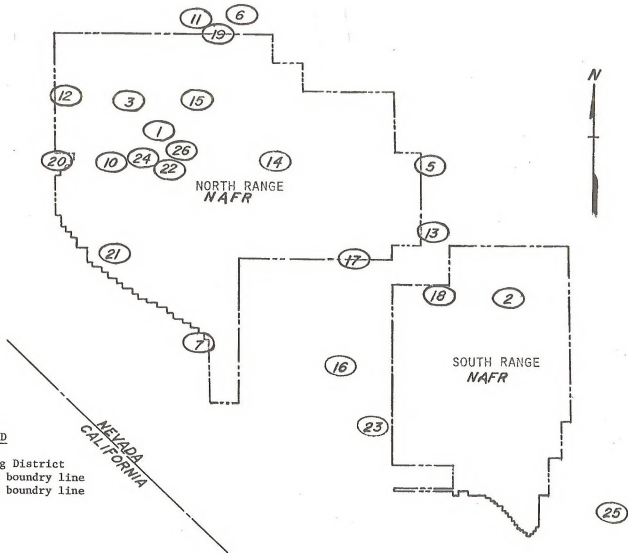 11
6
19
N
12
3
15
1
20
10
24
26
22
14
5
NORTH RANGE
NAFR
13
21
17
18
2
7
16
SOUTH RANGE
NAFR
23
NEVADA
CALIFORNIA
D
g District
boundry line
boundry line
25